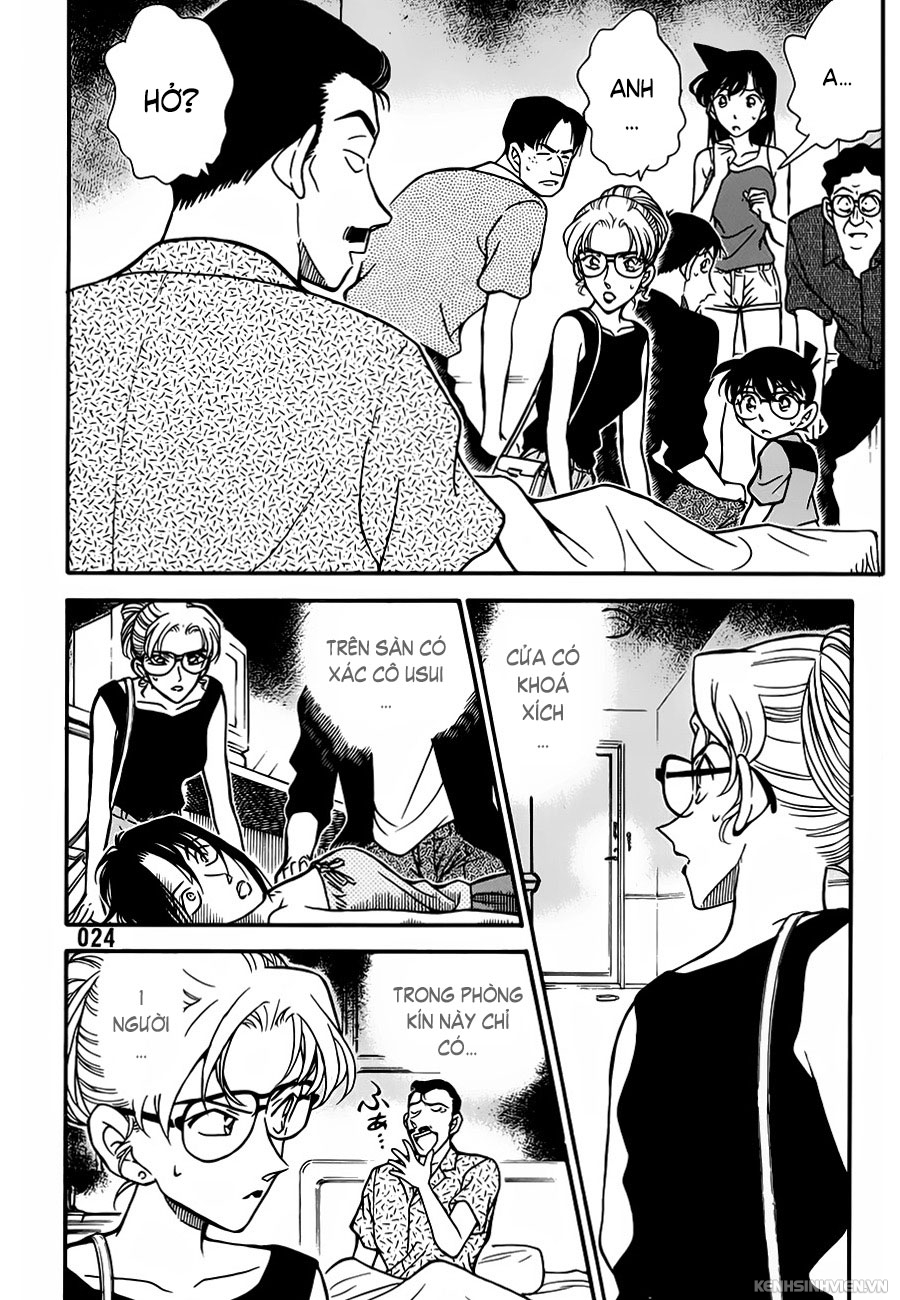 A...
ANH
...
HỞ?
CỬA CÓ
KHOÁ
XÍCH
...
TRÊN SÀN CÓ
XÁC CÔ USUI
...
024
TRONG PHÒNG
KÍN NÀY CHỈ
CÓ...
ふぁ...
1
NGƯỜI
...
KENHSINHVIEN.VN